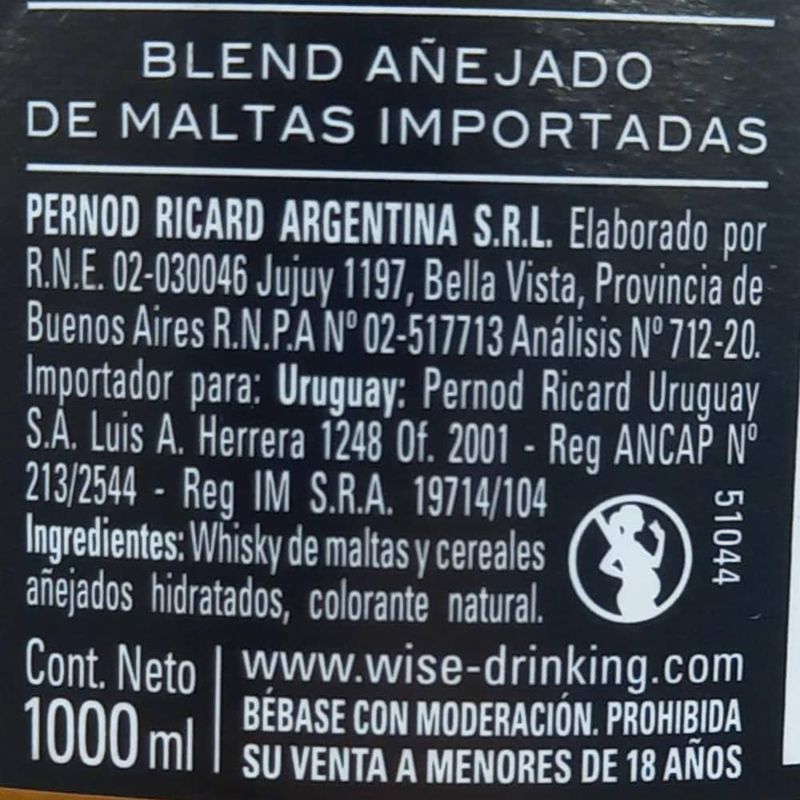 BLEND AÑEJADO
DE MALTAS IMPORTADAS
PERNOD RICARD ARGENTINA S.R.L. Elaborado por
R.N.E. 02-030046 Jujuy 1197, Bella Vista, Provincia de
Buenos Aires R.N.P.A Nº 02-517713 Análisis Nº 712-20.
Importador para: Uruguay: Pernod Ricard Uruguay
S.A. Luis A. Herrera 1248 Of. 2001 - Reg ANCAP Nº
213/2544 - Reg IM S.R.A. 19714/104
Ingredientes: Whisky de maltas y cereales
añejados hidratados, colorante natural.
51044
Cont. Neto
1000 ml
www.wise-drinking.com
BÉBASE CON MODERACIÓN. PROHIBIDA
SU VENTA A MENORES DE 18 AÑOS